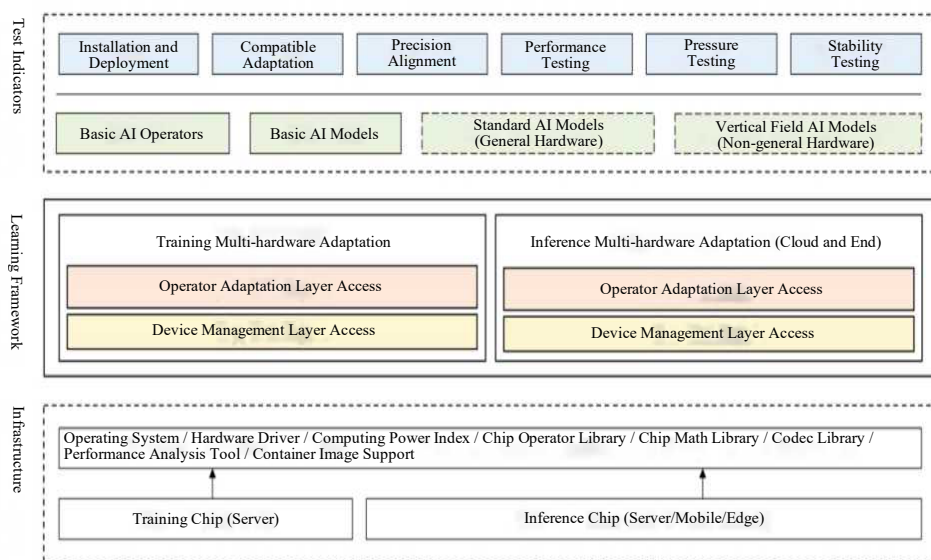 Test Indicators
Installation and
Deployment
Compatible
Adaptation
Precision
Alignment
Performance
Testing
Pressure
Testing
Stability
Testing
Basic AI Operators
Basic AI Models
Standard AI Models
(General Hardware)
Vertical Field AI Models
(Non-general Hardware)
Learning Framework
Training Multi-hardware Adaptation
Operator Adaptation Layer Access
Device Management Layer Access
Inference Multi-hardware Adaptation (Cloud and End)
Operator Adaptation Layer Access
Device Management Layer Access
Infrastructure
Operating System / Hardware Driver / Computing Power Index / Chip Operator Library / Chip Math Library / Codec Library /
Performance Analysis Tool / Container Image Support
Training Chip (Server)
Inference Chip (Server/Mobile/Edge)